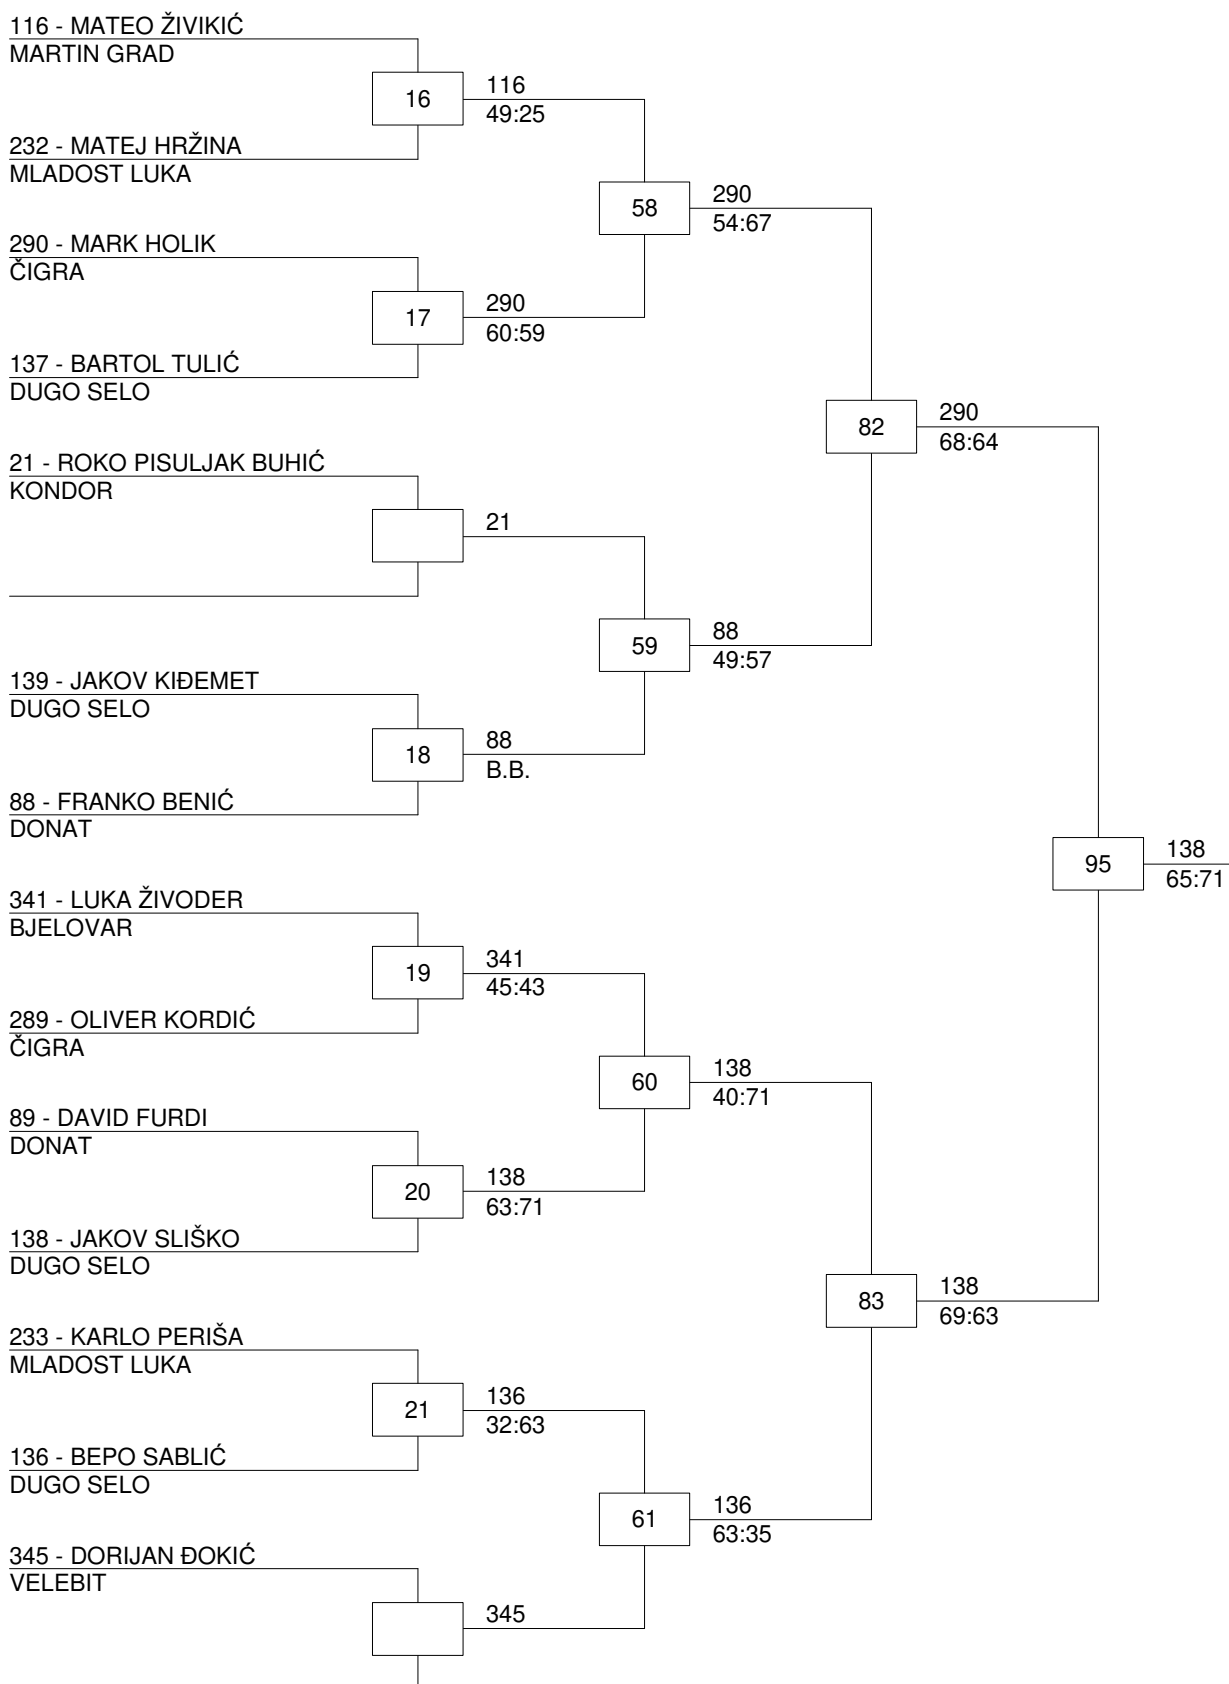 116 - MATEO ŽIVIKIĆ
MARTIN GRAD
16
116
49:25
232 - MATEJ HRŽINA
MLADOST LUKA
58
290
54:67
290 - MARK HOLIK
ČIGRA
17
290
60:59
137 - BARTOL TULIĆ
DUGO SELO
82
290
68:64
21 - ROKO PISULJAK BUHIĆ
KONDOR
21
59
88
49:57
139 - JAKOV KIĐEMET
DUGO SELO
18
88
B.B.
88 - FRANKO BENIĆ
DONAT
95
138
65:71
341 - LUKA ŽIVODER
BJELOVAR
19
341
45:43
289 - OLIVER KORDIĆ
ČIGRA
60
138
40:71
89 - DAVID FURDI
DONAT
20
138
63:71
138 - JAKOV SLIŠKO
DUGO SELO
83
138
69:63
233 - KARLO PERIŠA
MLADOST LUKA
21
136
32:63
136 - BEPO SABLIĆ
DUGO SELO
61
136
63:35
345 - DORIJAN ĐOKIĆ
VELEBIT
345